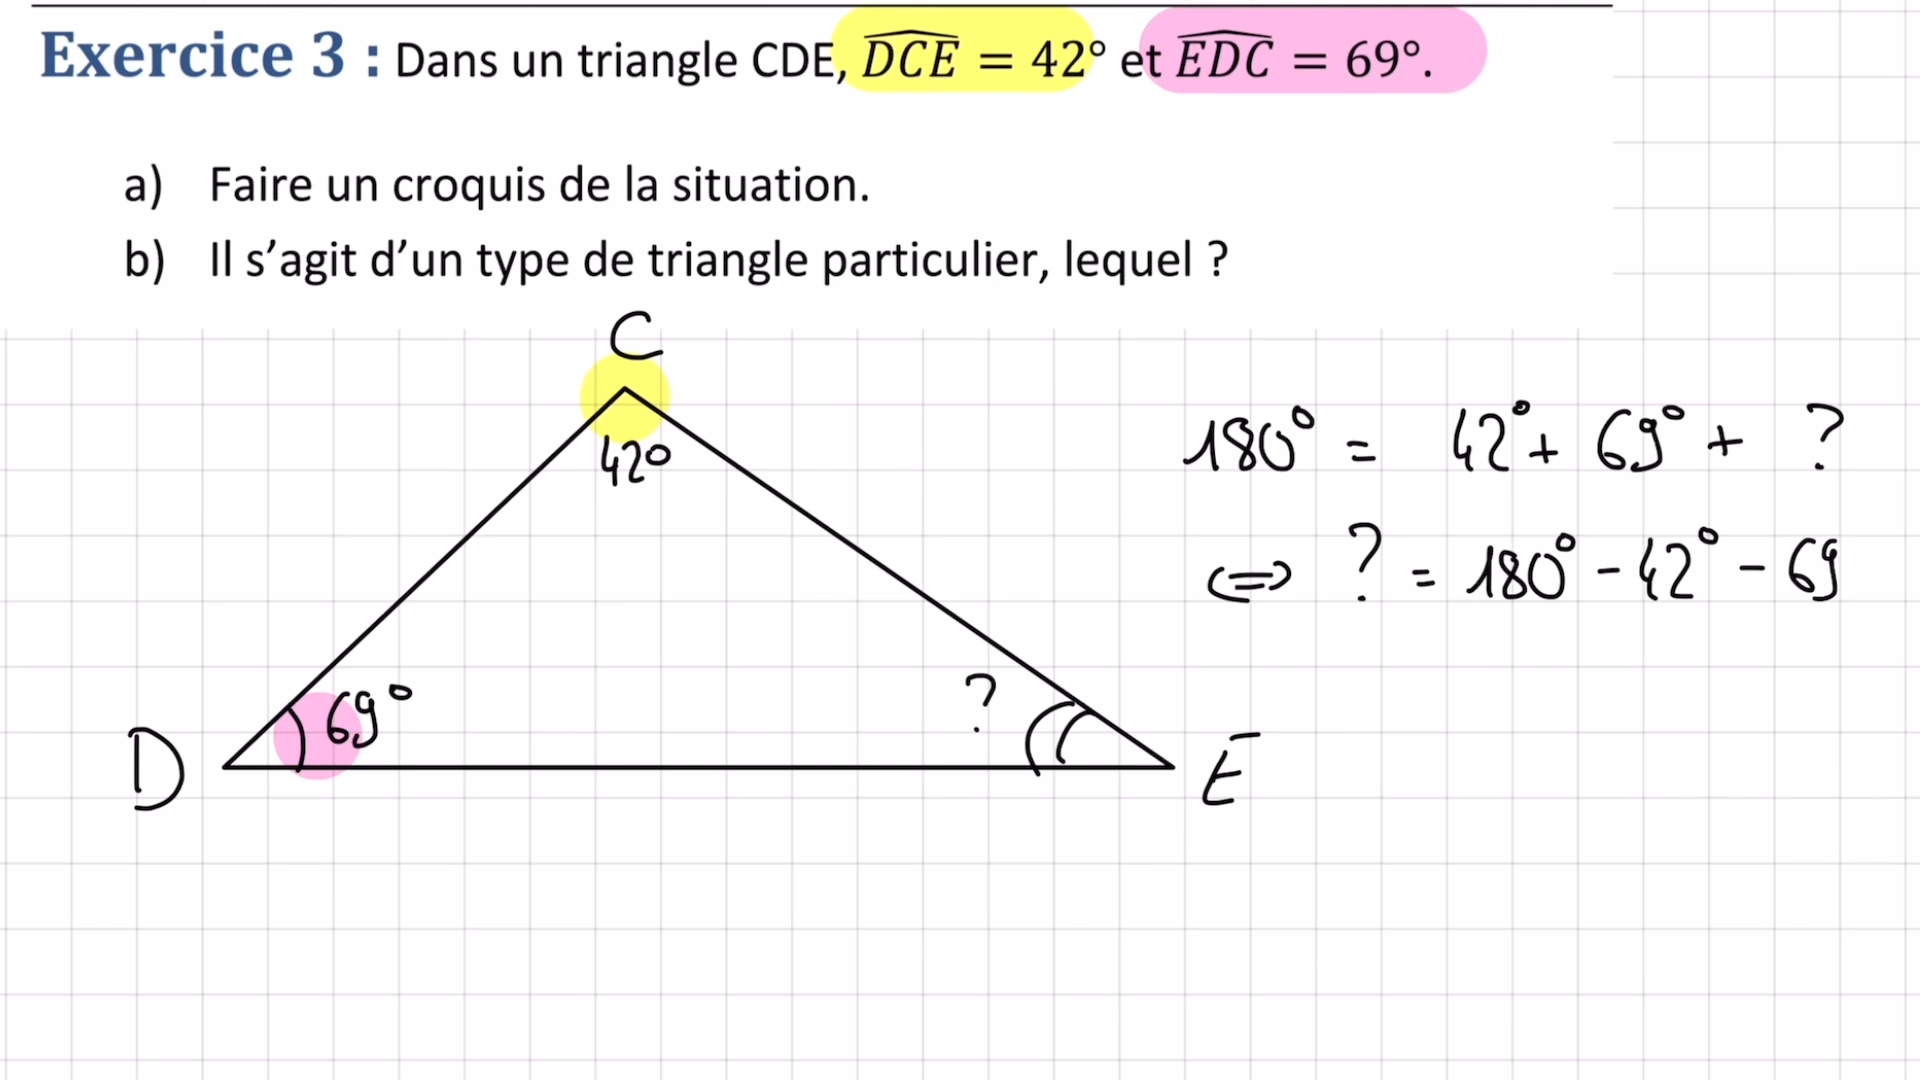 Exercice 3 : Dans un triangle CDE, DCE = 42° et EDC = 69°.
a) Faire un croquis de la situation.
b) Il s’agit d’un type de triangle particulier, lequel ?
C
42°
180° = 42° + 69° + ?
⇔ ? = 180° - 42° - 69
69°
?
D
E